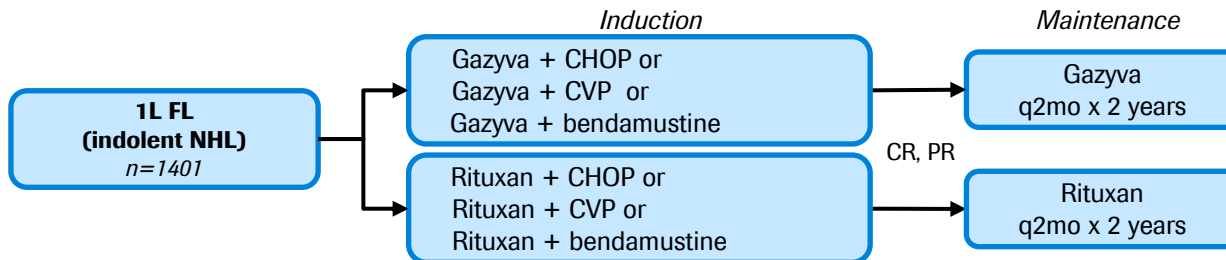 Induction
Maintenance
1L FL
(indolent NHL)
n=1401
Gazyva + CHOP or
Gazyva + CVP or
Gazyva + bendamustine
Gazyva
q2mo x 2 years
CR, PR
Rituxan + CHOP or
Rituxan + CVP or
Rituxan + bendamustine
Rituxan
q2mo x 2 years